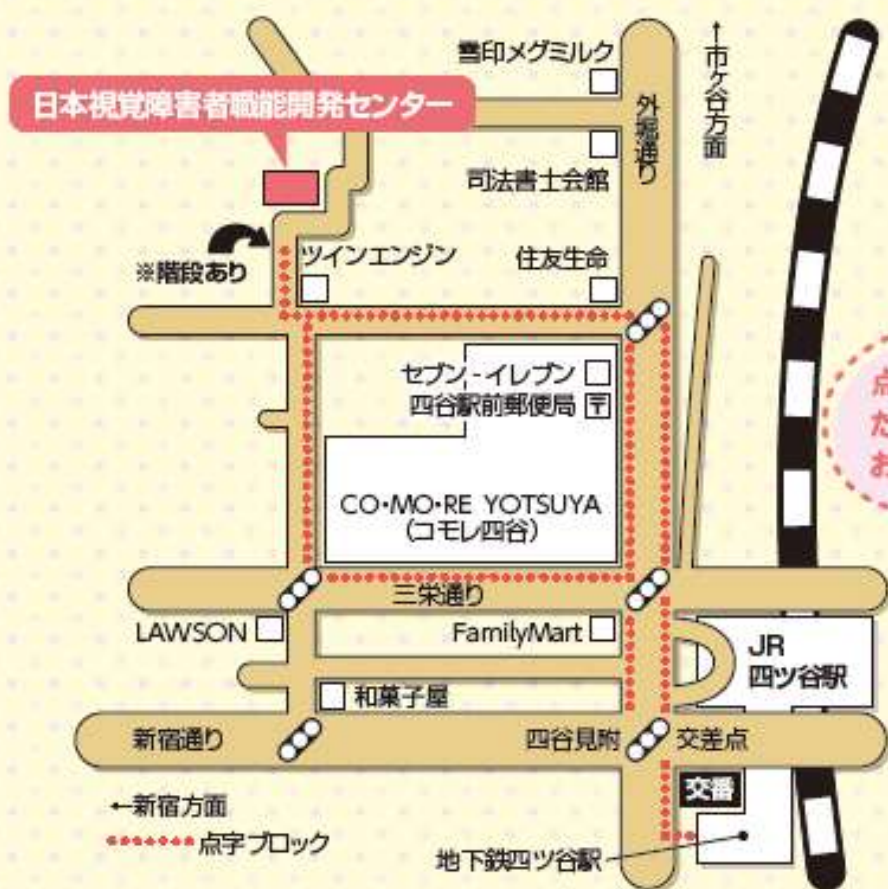 雪印メグミルク
↑市ヶ谷方面
日本視覚障害者職能開発センター
外堀通り
司法書士会館
※階段あり
ツインエンジン
住友生命
セブン-イレブン
四谷駅前郵便局 〒
点
た
お
CO・MO・RE YOTSUYA
(コモレ四谷)
三栄通り
LAWSON
FamilyMart
JR
四ツ谷駅
和菓子屋
新宿通り
四谷見附 交差点
交番
←新宿方面
点字ブロック
地下鉄四ツ谷駅